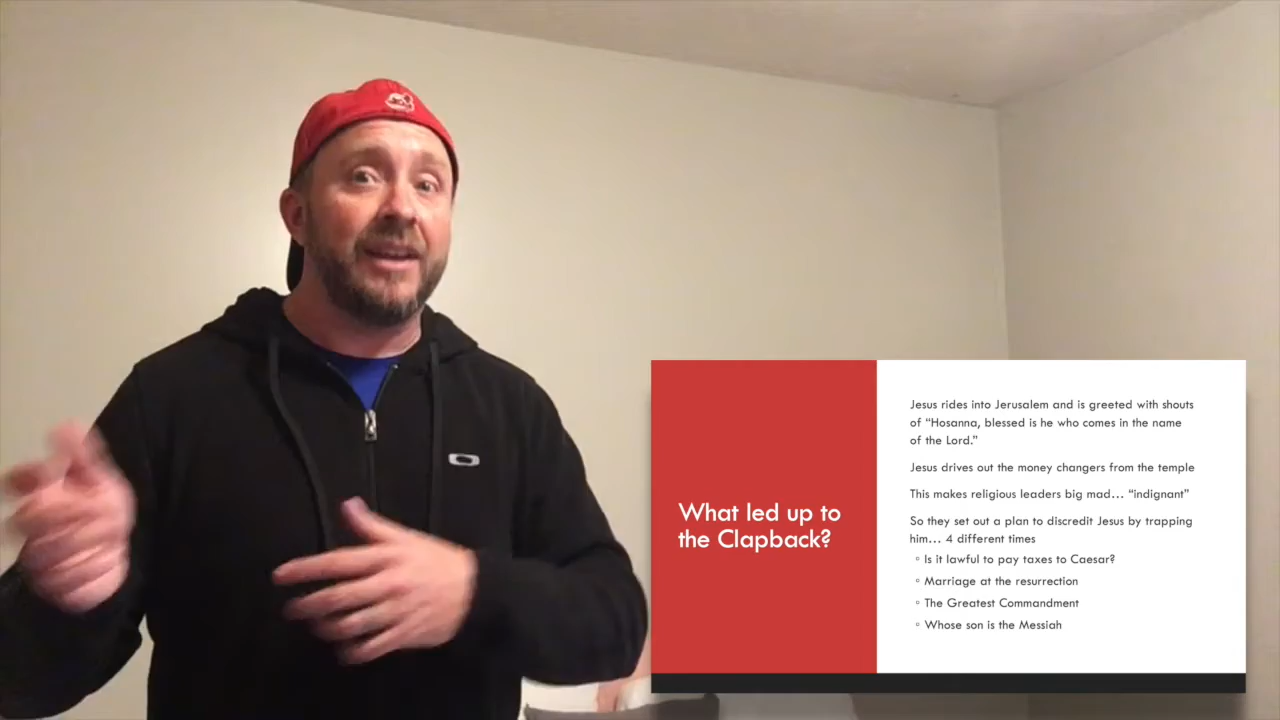 What led up to
the Clapback?
Jesus rides into Jerusalem and is greeted with shouts
of “Hosanna, blessed is he who comes in the name
of the Lord.”
Jesus drives out the money changers from the temple
This makes religious leaders big mad… “indignant”
So they set out a plan to discredit Jesus by trapping
him… 4 different times
Is it lawful to pay taxes to Caesar?
Marriage at the resurrection
The Greatest Commandment
Whose son is the Messiah